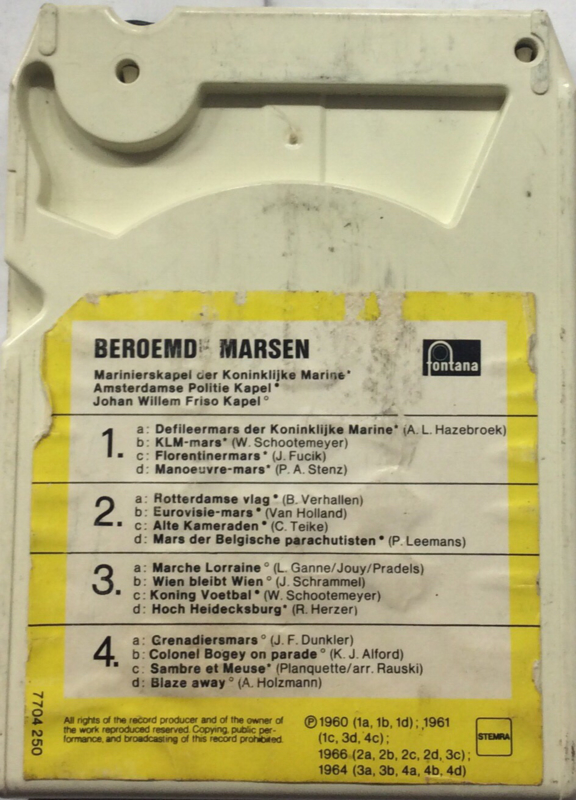 BEROEMDE MARSEN
fontana
Marinierskapel der Koninklijke Marine*
Amsterdamse Politie Kapel•
Johan Willem Friso Kapel°
1.
a: Defileermars der Koninklijke Marine* (A. L. Hazebroek)
b: KLM-mars* (W. Schootemeyer)
c: Florentinermars* (J. Fucik)
d: Manoeuvre-mars* (P. A. Stenz)
2.
a: Rotterdamse vlag• (B. Verhallen)
b: Eurovisie-mars• (Van Holland)
c: Alte Kameraden• (C. Teike)
d: Mars der Belgische parachutisten• (P. Leemans)
3.
a: Marche Lorraine° (L. Ganne/Jouy/Pradels)
b: Wien bleibt Wien° (J. Schrammel)
c: Koning Voetbal• (W. Schootemeyer)
d: Hoch Heidecksburg* (R. Herzer)
4.
a: Grenadiersmars° (J. F. Dunkler)
b: Colonel Bogey on parade° (K. J. Alford)
c: Sambre et Meuse* (Planquette/arr. Rauski)
d: Blaze away° (A. Holzmann)
7704 250
All rights of the record producer and of the owner of
the work reproduced reserved. Copying, public per-
formance, and broadcasting of this record prohibited.
℗ 1960 (1a, 1b, 1d); 1961
(1c, 3d, 4c);
1966 (2a, 2b, 2c, 2d, 3c);
1964 (3a, 3b, 4a, 4b, 4d)
STEMRA